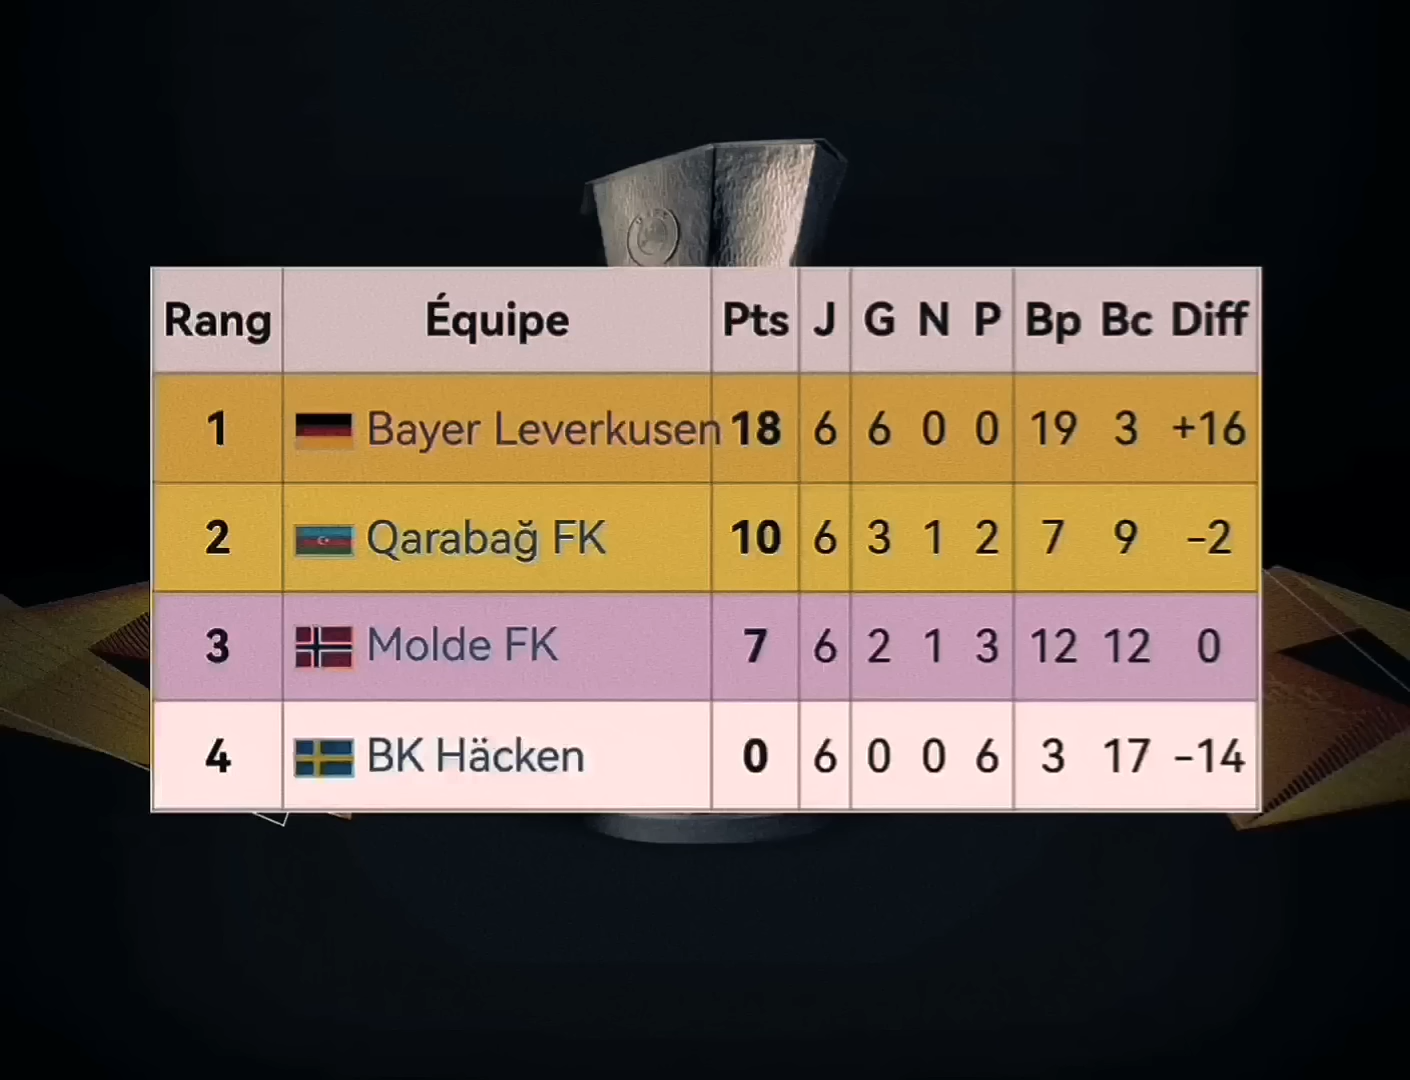 Rang Équipe Pts J G N P Bp Bc Diff
1 Bayer Leverkusen 18 6 6 0 0 19 3 +16
2 Qarabağ FK 10 6 3 1 2 7 9 -2
3 Molde FK 7 6 2 1 3 12 12 0
4 BK Häcken 0 6 0 0 6 3 17 -14